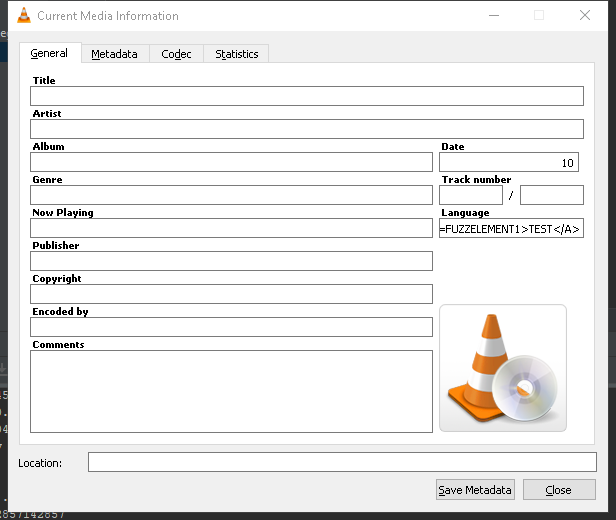 Current Media Information
General Metadata Codec Statistics
Title
Artist
Album Date
10
Genre Track number
/
Now Playing Language
=FUZZELEMENT1>TEST</A>
Publisher
Copyright
Encoded by
Comments
Location:
Save Metadata Close
2857142857